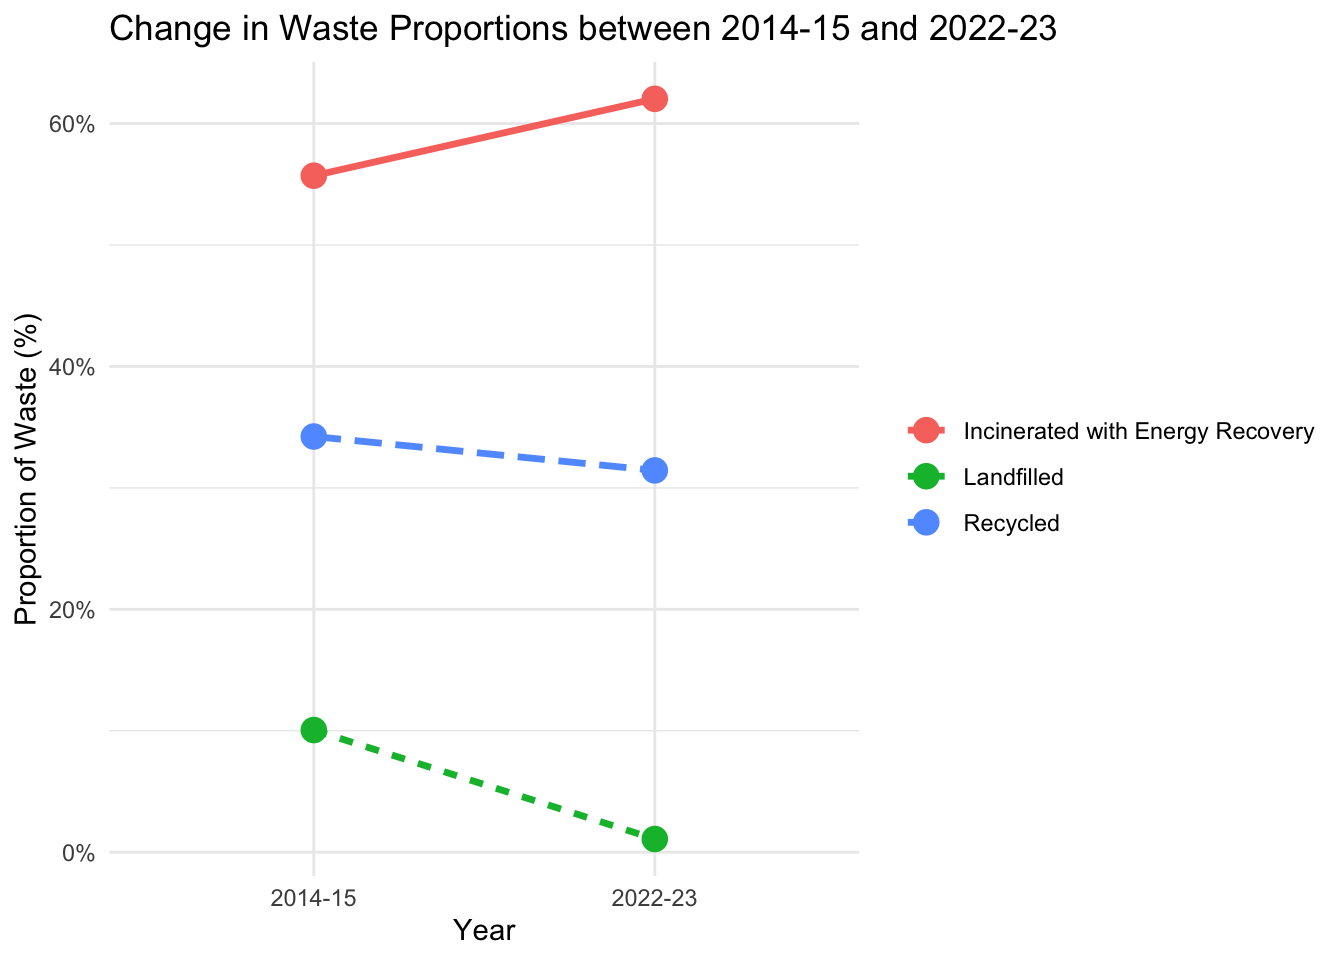 Change in Waste Proportions between 2014-15 and 2022-23
Proportion of Waste (%)
60%
40%
20%
0%
2014-15
2022-23
Year
Incinerated with Energy Recovery
Landfilled
Recycled